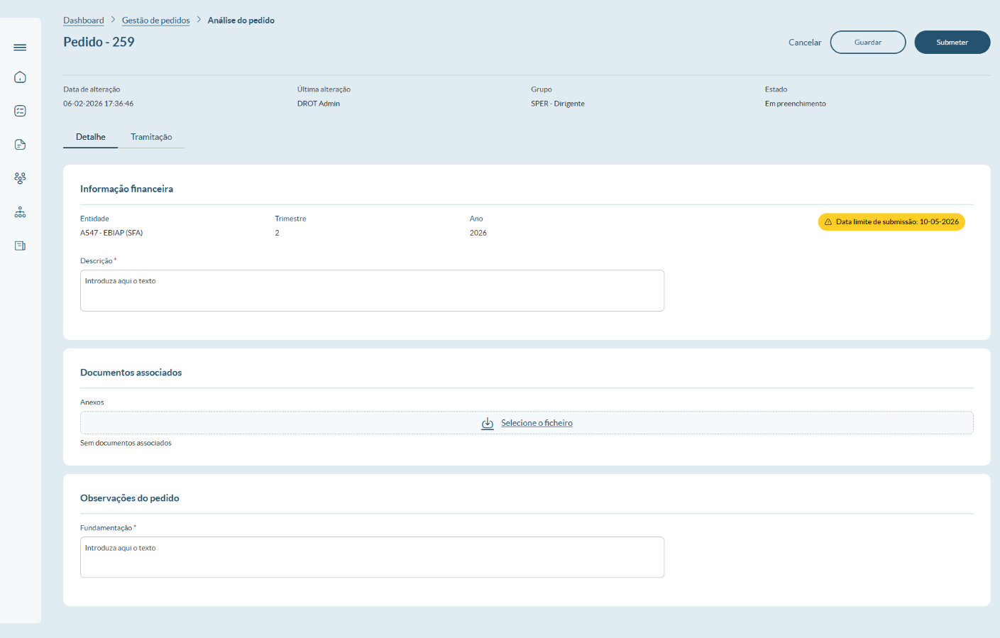 Dashboard > Gestão de pedidos > Análise do pedido
Pedido - 259
Cancelar Guardar Submeter
Data de alteração Última alteração Grupo Estado
06-02-2026 17:36:46 DROT Admin SPER - Dirigente Em preenchimento
Detalhe Tramitação
Informação financeira
Entidade Trimestre Ano
A547 - EBIAP (SFA) 2 2026
Data limite de submissão: 10-05-2026
Descrição *
Introduza aqui o texto
Documentos associados
Anexos
Selecione o ficheiro
Sem documentos associados
Observações do pedido
Fundamentação *
Introduza aqui o texto